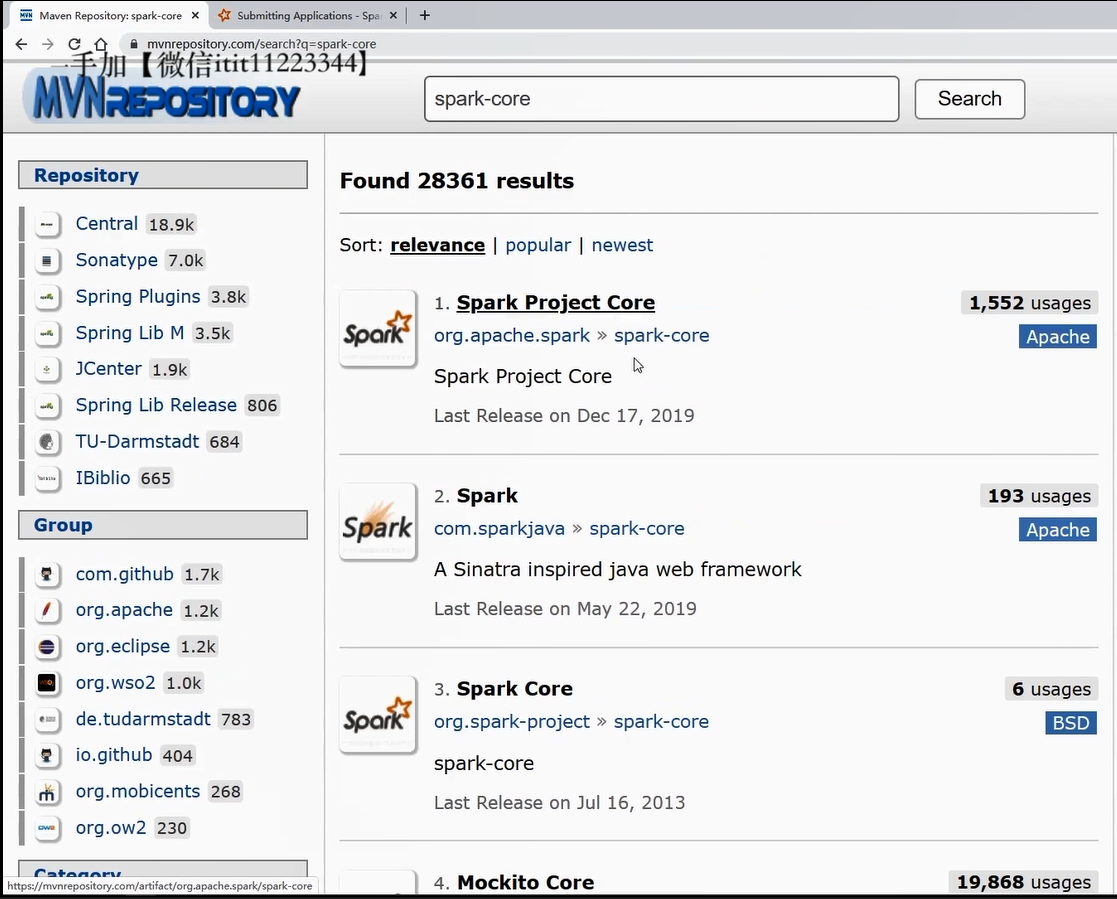 Maven Repository: spark-core
Submitting Applications - Spa
mvnrepository.com/search?q=spark-core
一手加【微信itit11223344】
MVNREPOSITORY
spark-core
Search
Repository
Central 18.9k
Sonatype 7.0k
Spring Plugins 3.8k
Spring Lib M 3.5k
JCenter 1.9k
Spring Lib Release 806
TU-Darmstadt 684
IBiblio 665
Group
com.github 1.7k
org.apache 1.2k
org.eclipse 1.2k
org.wso2 1.0k
de.tudarmstadt 783
io.github 404
org.mobicents 268
org.ow2 230
Category
https://mvnrepository.com/artifact/org.apache.spark/spark-core
Found 28361 results
Sort: relevance | popular | newest
Spark
1. Spark Project Core
1,552 usages
org.apache.spark » spark-core
Apache
Spark Project Core
Last Release on Dec 17, 2019
Spark
2. Spark
193 usages
com.sparkjava » spark-core
Apache
A Sinatra inspired java web framework
Last Release on May 22, 2019
Spark
3. Spark Core
6 usages
org.spark-project » spark-core
BSD
spark-core
Last Release on Jul 16, 2013
4. Mockito Core
19,868 usages